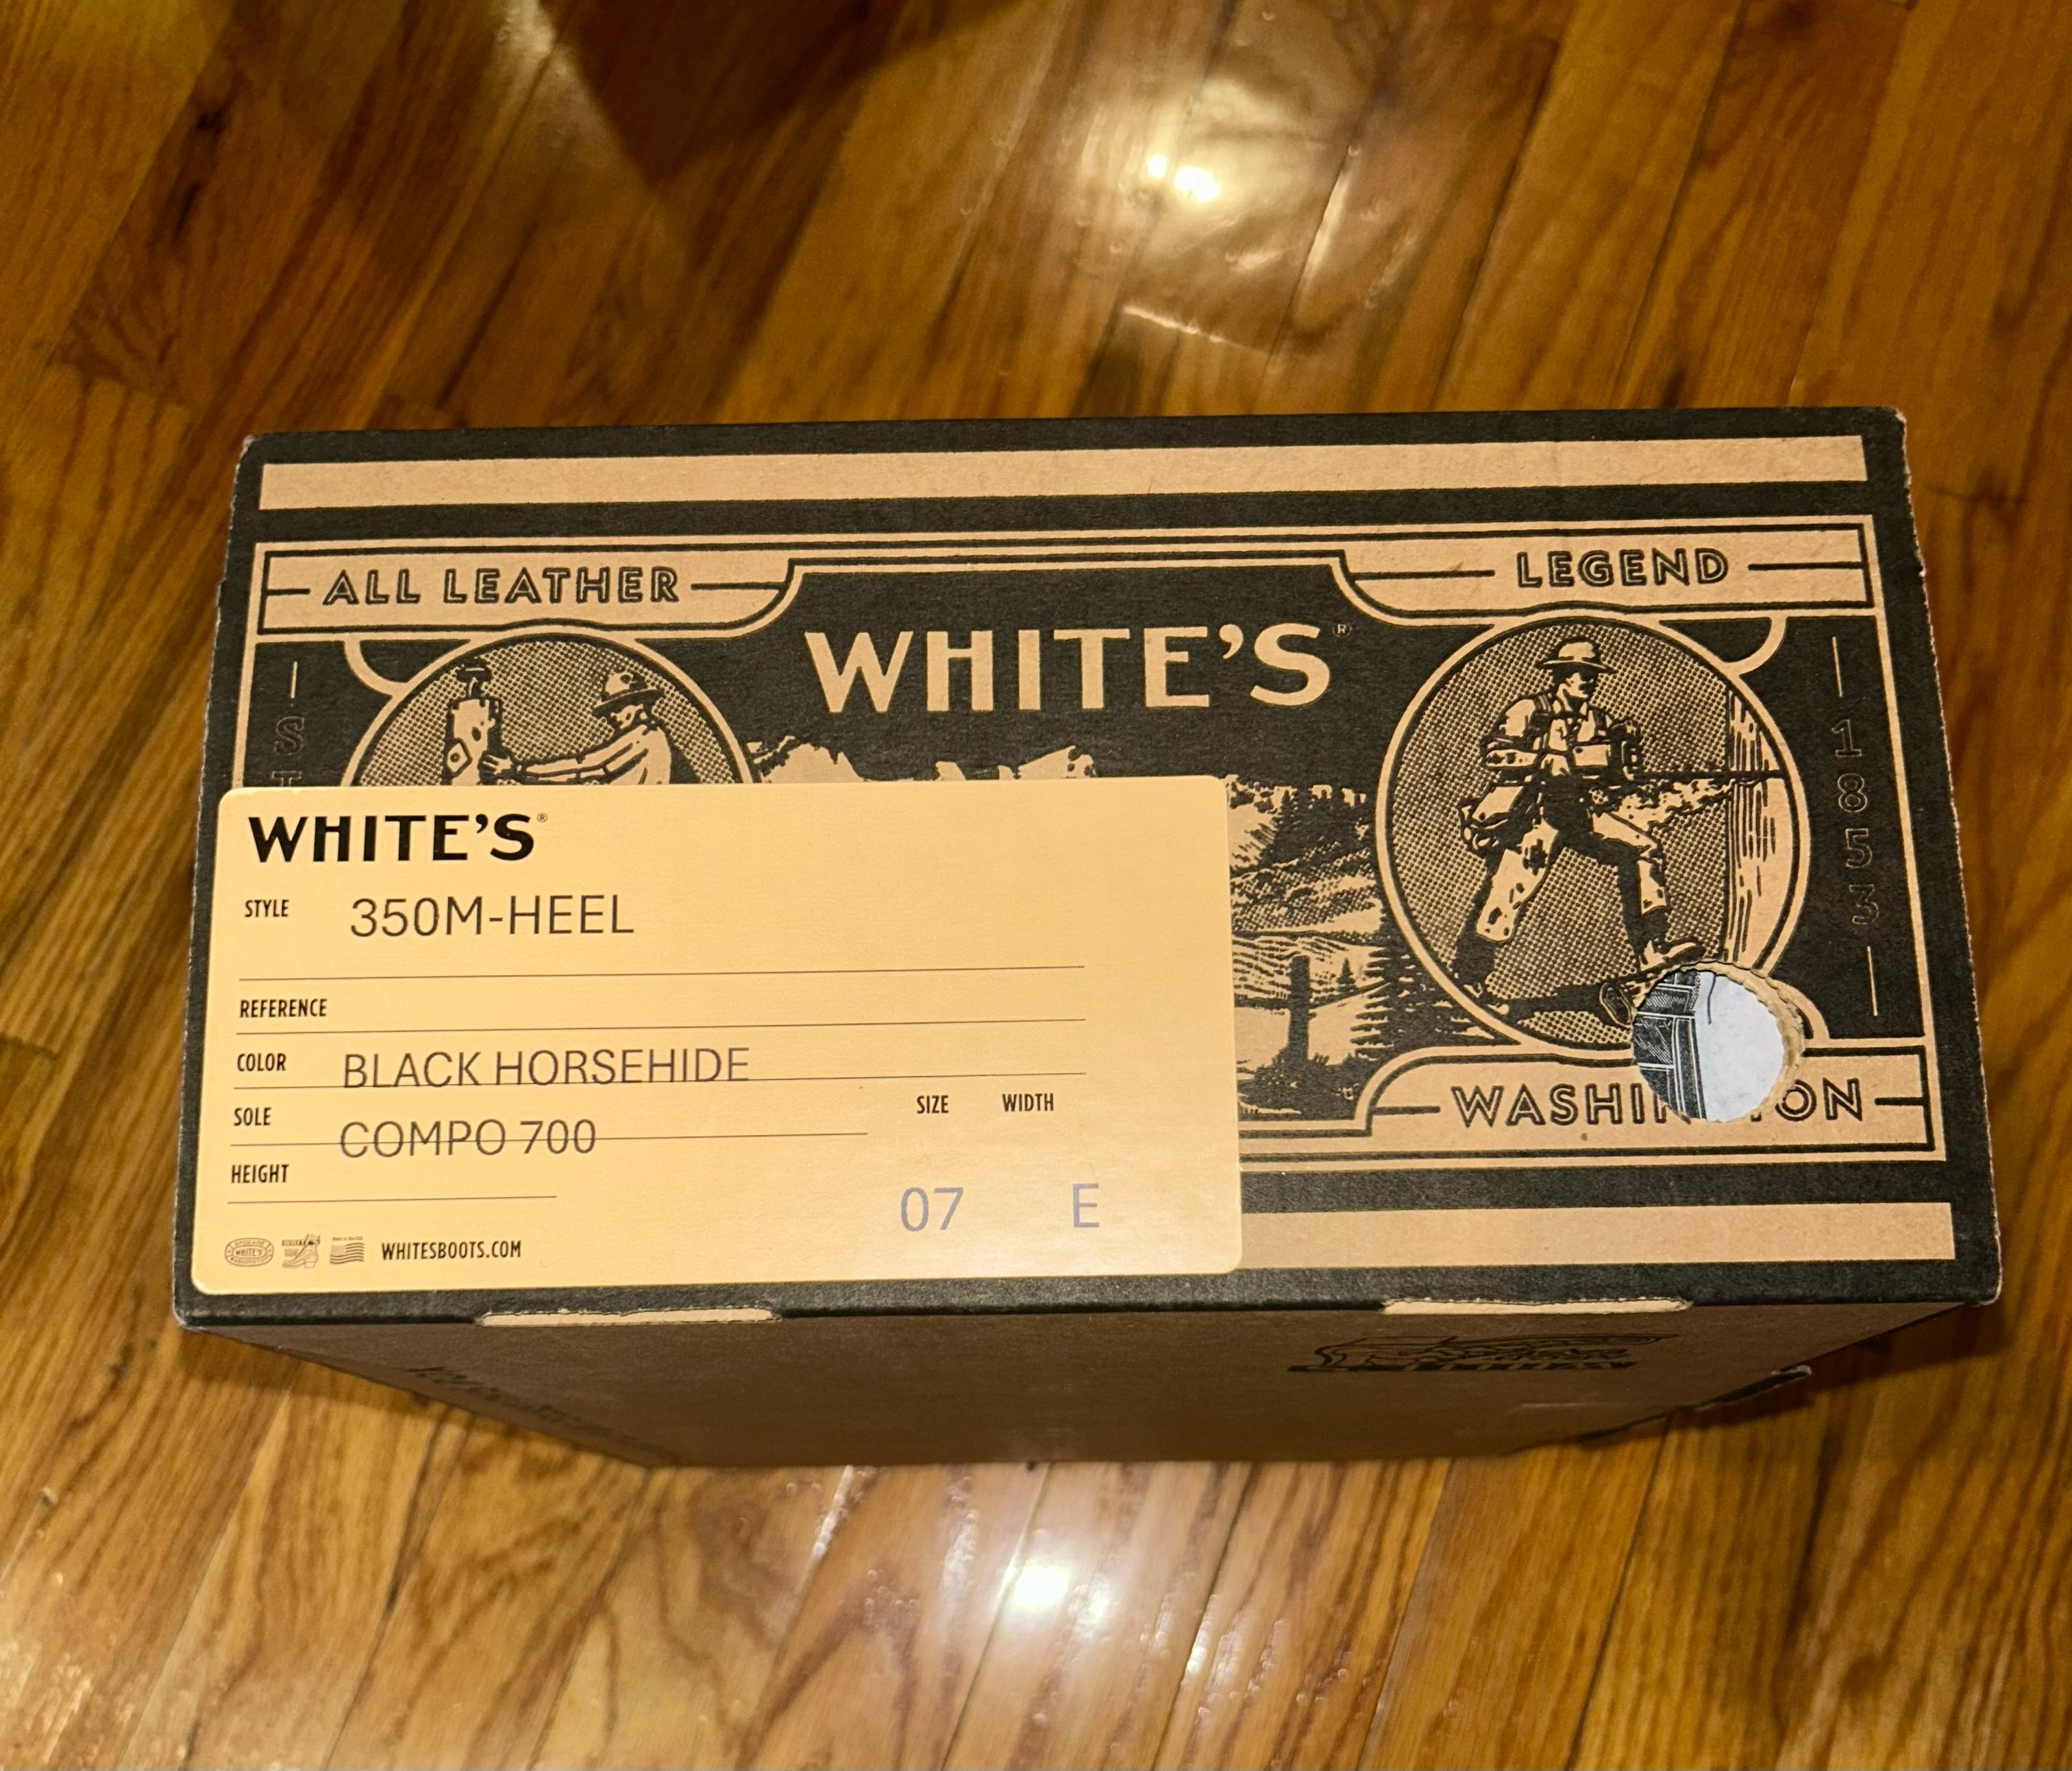 ALL LEATHER
LEGEND
WHITE'S®
1853
WHITE'S®
STYLE 350M-HEEL
REFERENCE
COLOR BLACK HORSEHIDE
SOLE COMPO 700
SIZE WIDTH
HEIGHT
07 E
WHITESBOOTS.COM